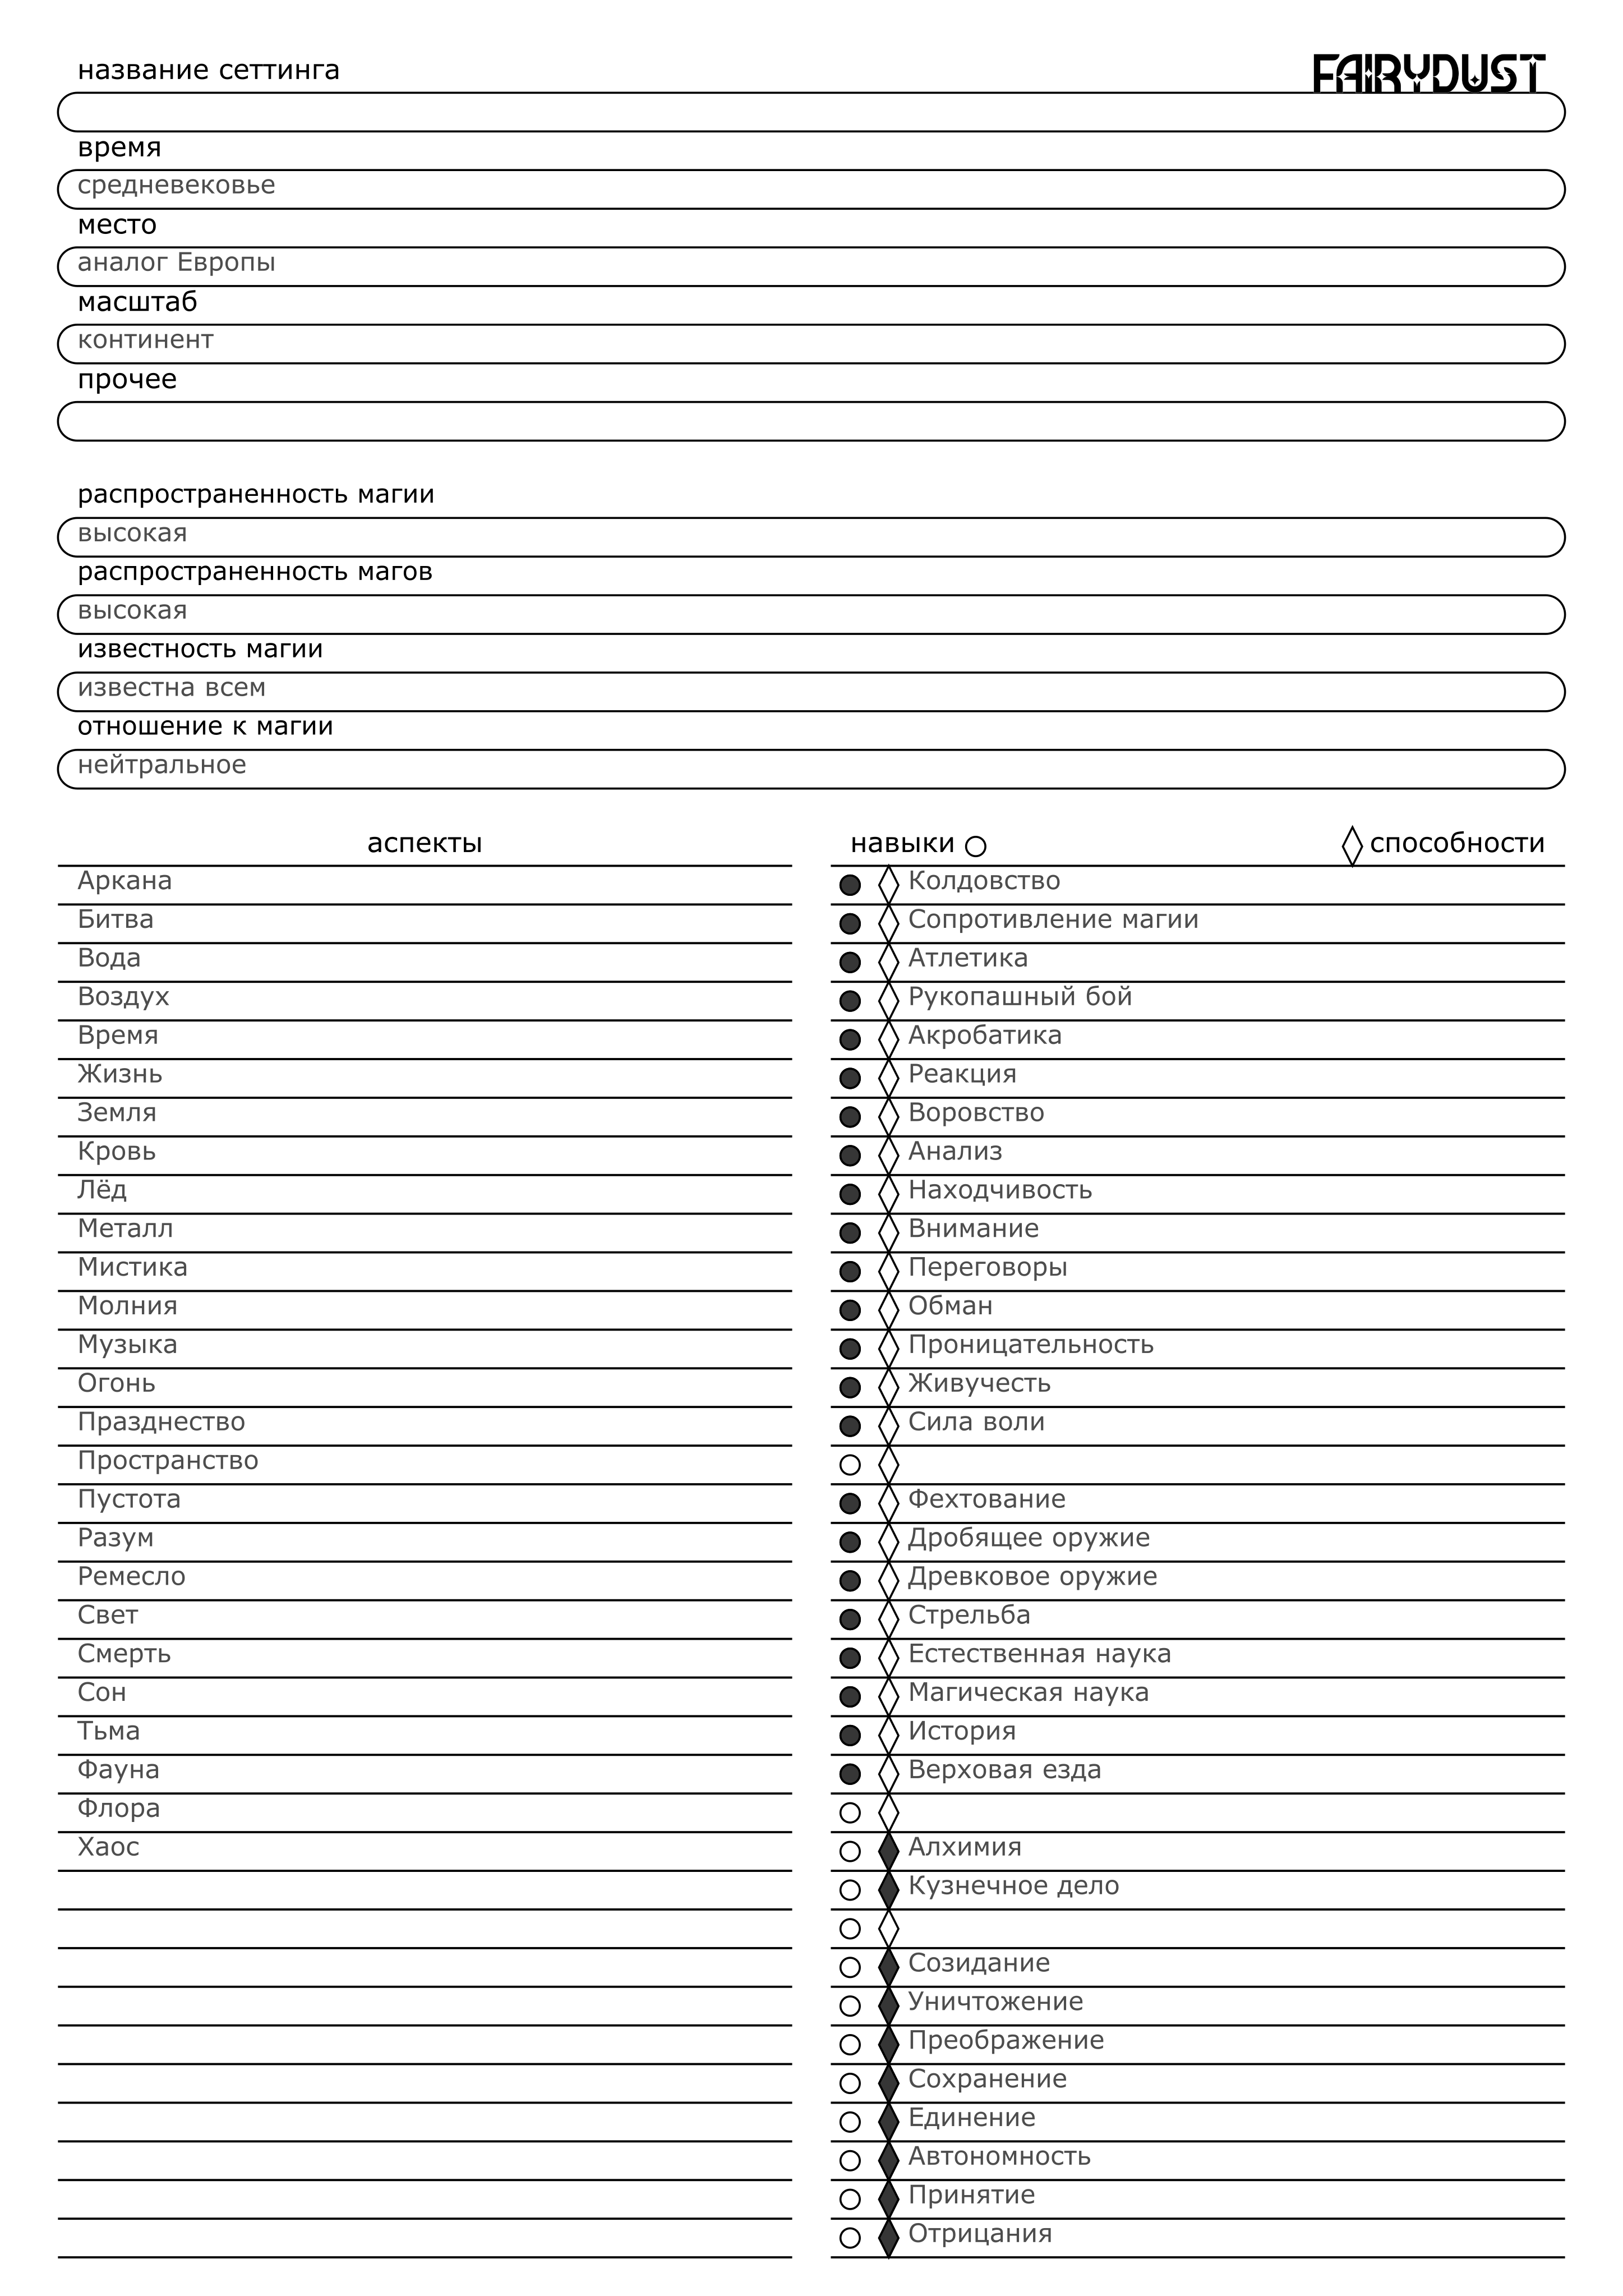 название сеттинга
FAIRYDUST
время
средневековье
место
аналог Европы
масштаб
континент
прочее
распространенность магии
высокая
распространенность магов
высокая
известность магии
известна всем
отношение к магии
нейтральное
аспекты
Аркана
Битва
Вода
Воздух
Время
Жизнь
Земля
Кровь
Лёд
Металл
Мистика
Молния
Музыка
Огонь
Празднество
Пространство
Пустота
Разум
Ремесло
Свет
Смерть
Сон
Тьма
Фауна
Флора
Хаос
навыки
способности
Колдовство
Сопротивление магии
Атлетика
Рукопашный бой
Акробатика
Реакция
Воровство
Анализ
Находчивость
Внимание
Переговоры
Обман
Проницательность
Живучесть
Сила воли
Фехтование
Дробящее оружие
Древковое оружие
Стрельба
Естественная наука
Магическая наука
История
Верховая езда
Алхимия
Кузнечное дело
Созидание
Уничтожение
Преображение
Сохранение
Единение
Автономность
Принятие
Отрицания